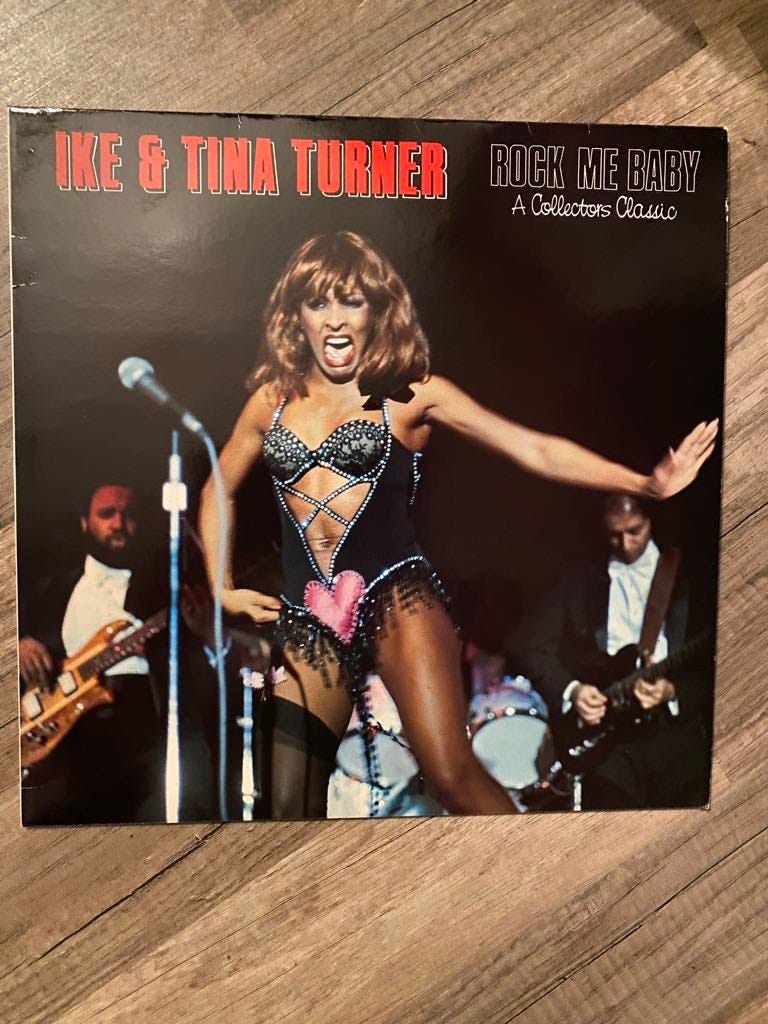 IKE & TINA TURNER
ROCK ME BABY
A Collectors Classic